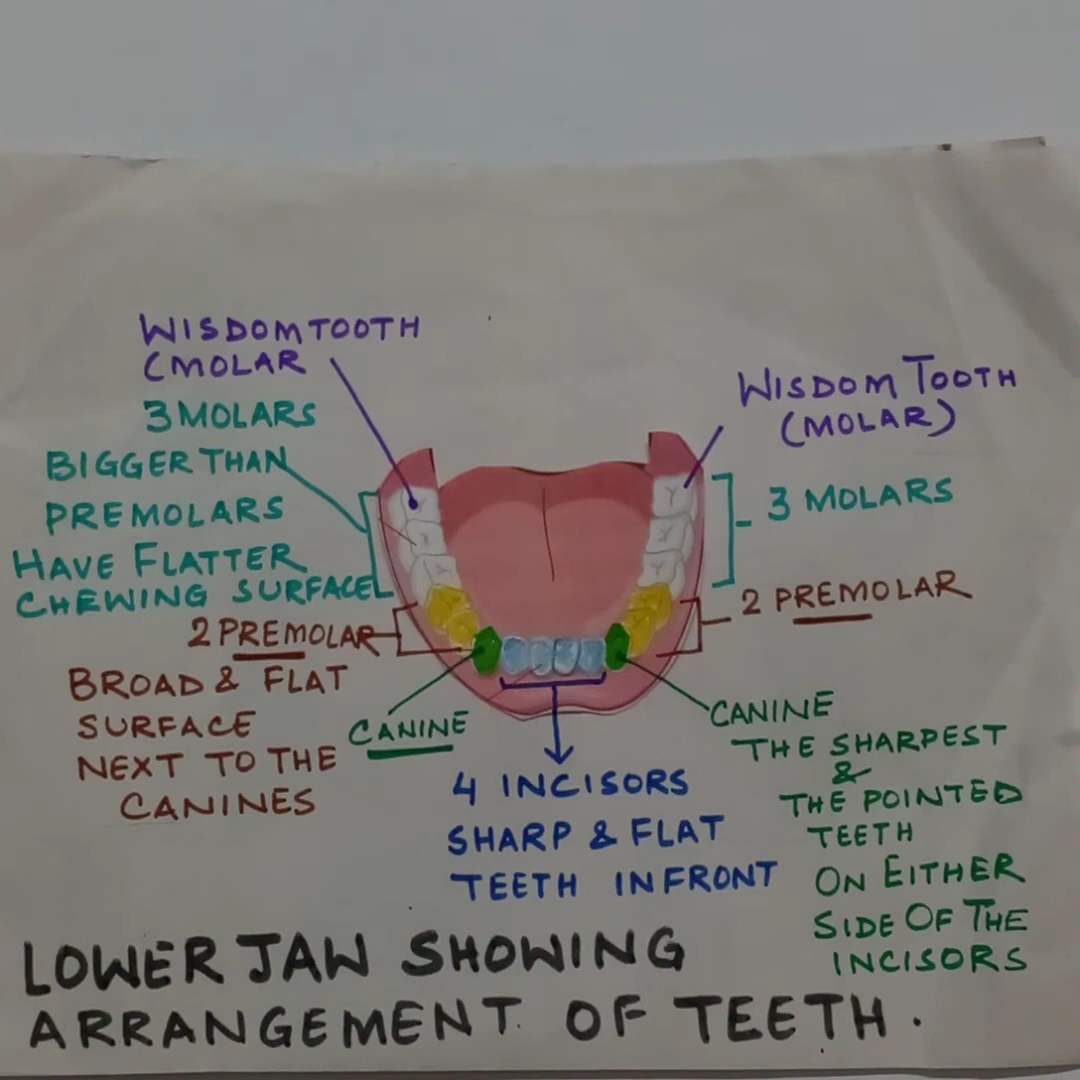 WISDOM TOOTH
(MOLAR
3 MOLARS
BIGGER THAN
PREMOLARS
HAVE FLATTER
CHEWING SURFACE
2 PREMOLAR
BROAD & FLAT
SURFACE
NEXT TO THE
CANINES
CANINE
4 INCISORS
SHARP & FLAT
TEETH IN FRONT
WISDOM TOOTH
(MOLAR)
3 MOLARS
2 PREMOLAR
CANINE
THE SHARPEST
&
THE POINTED
TEETH
ON EITHER
SIDE OF THE
INCISORS
LOWER JAW SHOWING
ARRANGEMENT OF TEETH.